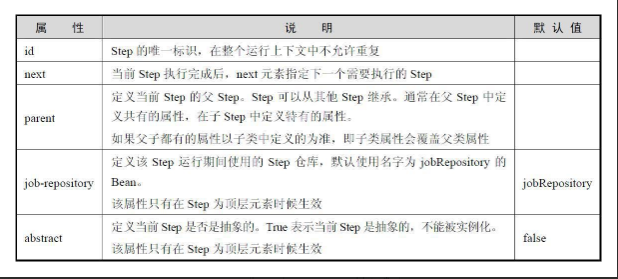 属 性 说 明 默 认 值
id Step 的唯一标识，在整个运行上下文中不允许重复
next 当前 Step 执行完成后，next 元素指定下一个需要执行的 Step
定义当前 Step 的父 Step。Step 可以从其他 Step 继承。通常在父 Step 中定
parent 义共有的属性，在子 Step 中定义特有的属性。
如果父子都有的属性以子类中定义的为准，即子类属性会覆盖父类属性
定义该 Step 运行期间使用的 Step 仓库，默认使用名字为 jobRepository 的
job-repository Bean。 jobRepository
该属性只有在 Step 为顶层元素时候生效
定义当前 Step 是否是抽象的。True 表示当前 Step 是抽象的，不能被实例化。
abstract false
该属性只有在 Step 为顶层元素时候生效